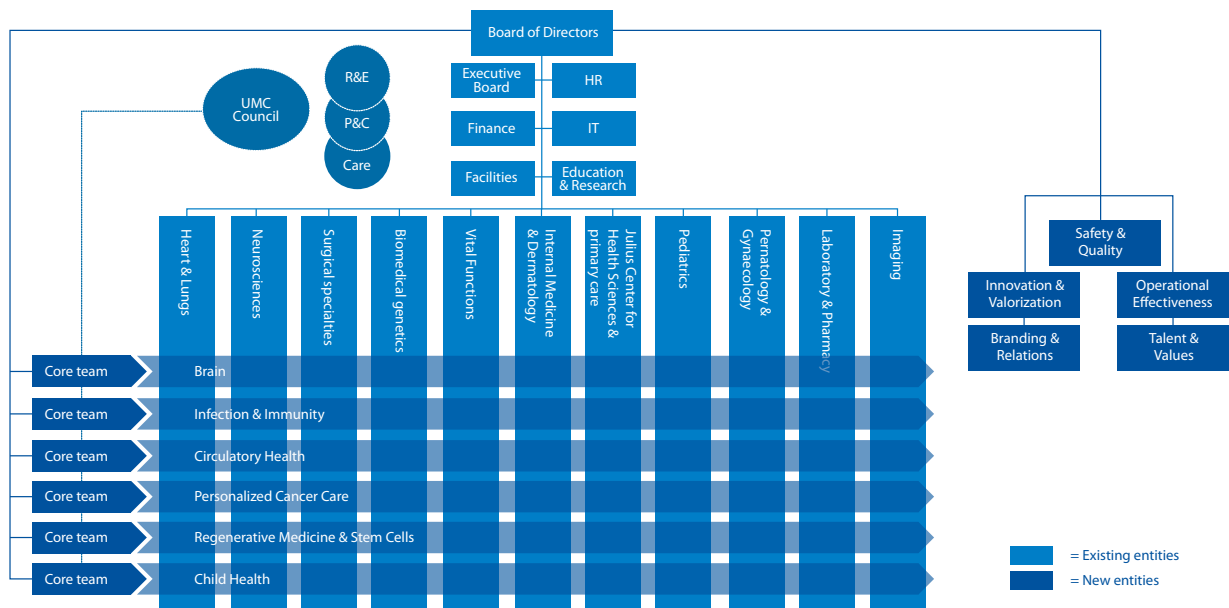 Board of Directors
Executive
Board
HR
Finance
IT
Facilities
Education
& Research
UMC
Council
R&E
P&C
Care
Heart & Lungs
Neurosciences
Surgical specialties
Biomedical genetics
Vital Functions
Internal Medicine
& Dermatology
Julius Center for
Health Sciences &
primary care
Pediatrics
Pernatology &
Gynaecology
Laboratory & Pharmacy
Imaging
Safety &
Quality
Innovation &
Valorization
Operational
Effectiveness
Branding &
Relations
Talent &
Values
Core team
Brain
Core team
Infection & Immunity
Core team
Circulatory Health
Core team
Personalized Cancer Care
Core team
Regenerative Medicine & Stem Cells
Core team
Child Health
= Existing entities
= New entities